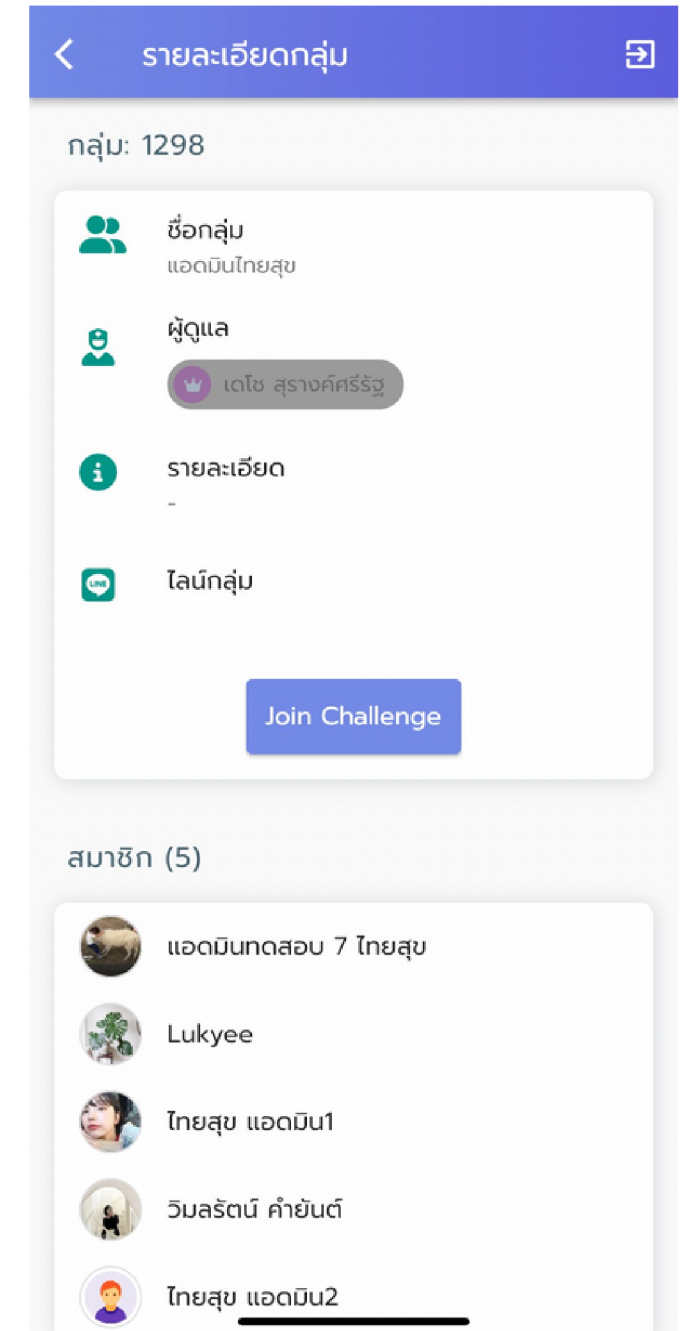 รายละเอียดกลุ่ม
กลุ่ม: 1298
ชื่อกลุ่ม
แอดมินไทยสุข
ผู้ดูแล
เดโช สุรางค์ศรีรัฐ
รายละเอียด
-
LINE
ไลน์กลุ่ม
Join Challenge
สมาชิก (5)
แอดมินทดสอบ 7 ไทยสุข
Lukyee
ไทยสุข แอดมิน1
วิมลรัตน์ คำยันต์
ไทยสุข แอดมิน2